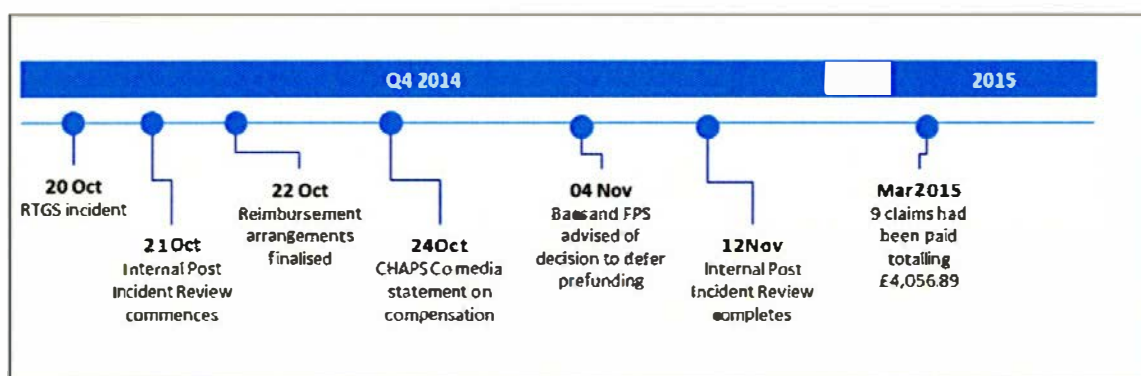 Q4 2014
2015
20 Oct
RTGS incident
21 Oct
Internal Post
Incident Review
commences
22 Oct
Reimbursement
arrangements
finalised
24 Oct
CHAPS Co media
statement on
compensation
04 Nov
Bacs and FPS
advised of
decision to defer
prefunding
12 Nov
Internal Post
Incident Review
completes
Mar 2015
9 claims had
been paid
totalling
£4,056.89